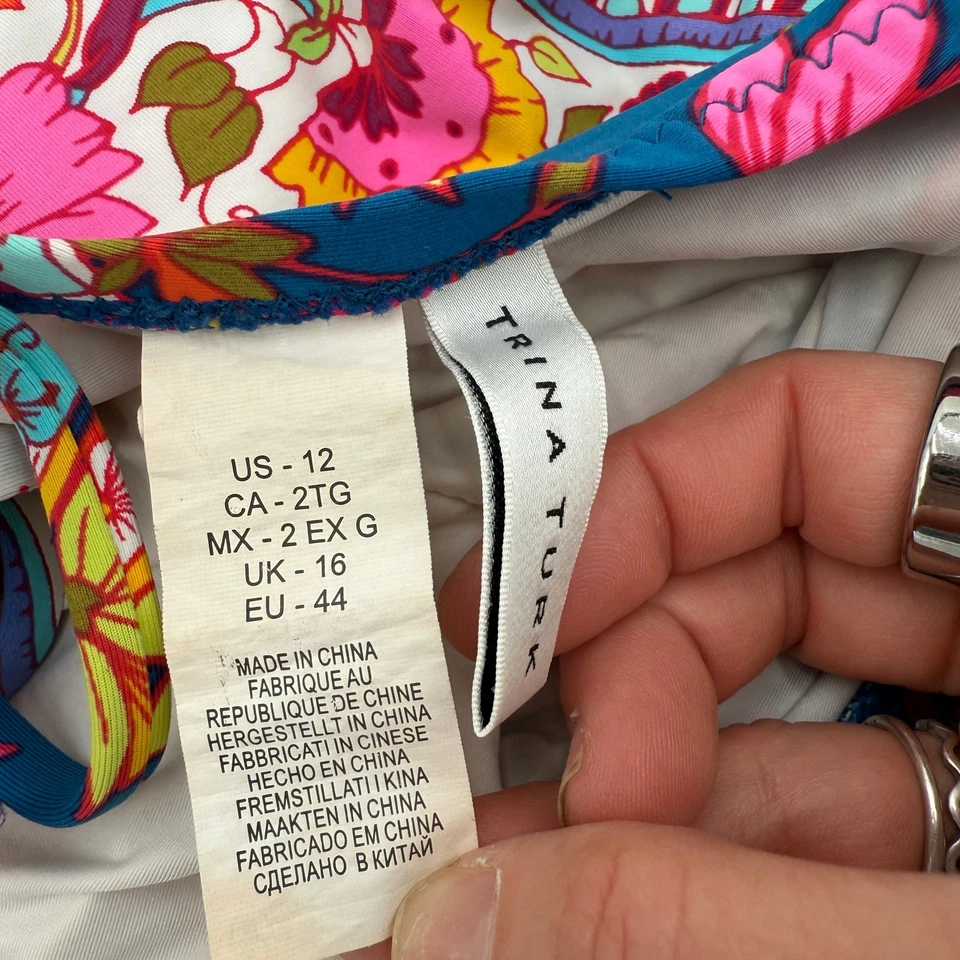 US - 12
CA - 2TG
MX - 2 EX G
UK - 16
EU - 44
MADE IN CHINA
FABRIQUE AU
REPUBLIQUE DE CHINE
HERGESTELLT IN CHINA
FABBRICATI IN CINESE
HECHO EN CHINA
FREMSTILLATI I KINA
MAAKTEN IN CHINA
FABRICADO EM CHINA
СДЕЛАНО В КИТАЙ
TRINA TURK